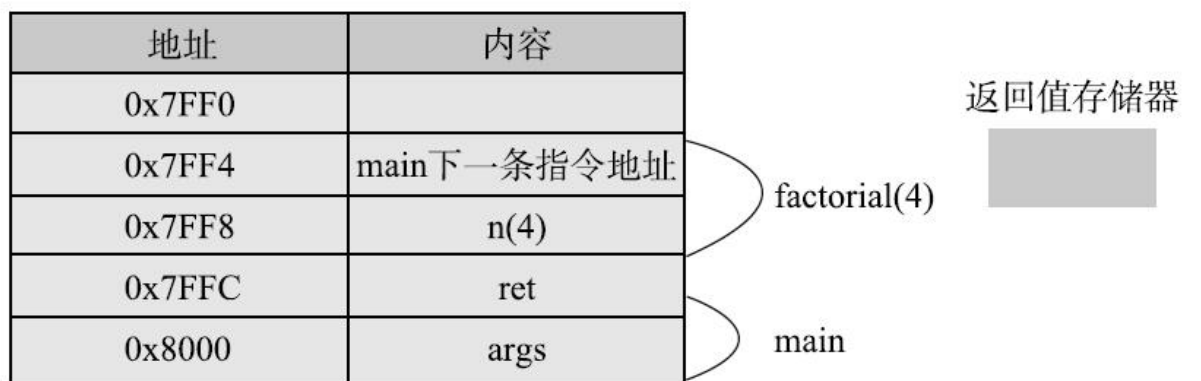 地址 内容
0x7FF0
返回值存储器
0x7FF4 main下一条指令地址
factorial(4)
0x7FF8 n(4)
0x7FFC ret
0x8000 args
main